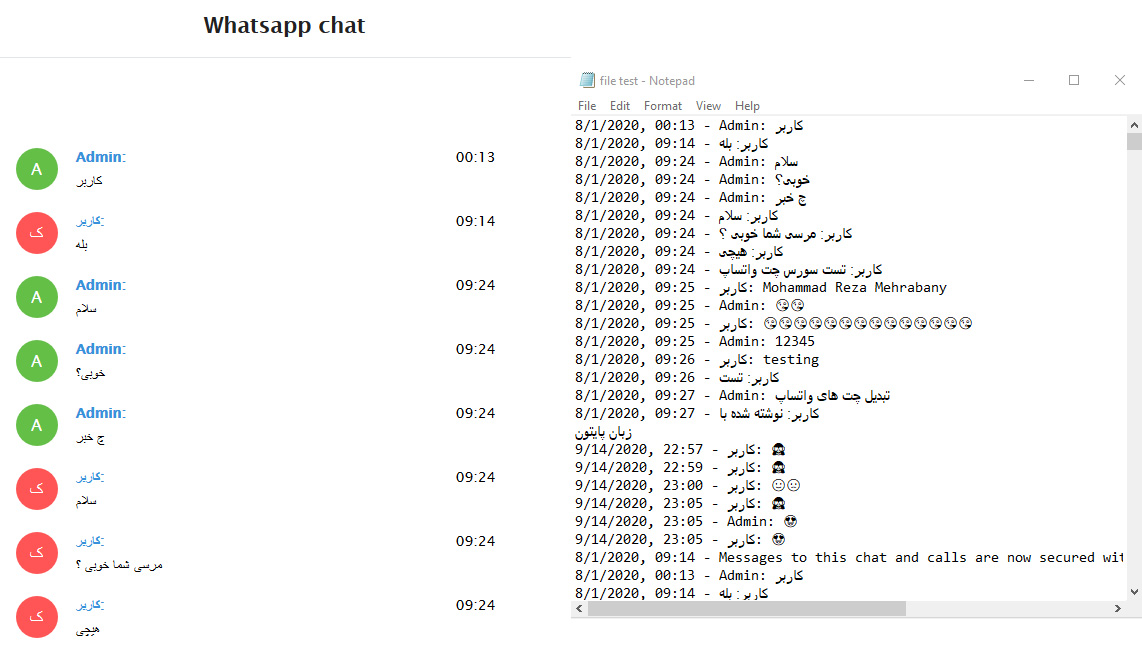 Whatsapp chat
A
Admin:
00:13
کاربر
ک
کاربر:
09:14
بله
A
Admin:
09:24
سلام
A
Admin:
09:24
خوبی؟
A
Admin:
09:24
چ خبر
ک
کاربر:
09:24
سلام
ک
کاربر:
09:24
مرسی شما خوبی ؟
ک
کاربر:
09:24
هیچی
file test - Notepad
File Edit Format View Help
8/1/2020, 00:13 - Admin: کاربر
8/1/2020, 09:14 - کاربر: بله
8/1/2020, 09:24 - Admin: سلام
8/1/2020, 09:24 - Admin: خوبی؟
8/1/2020, 09:24 - Admin: چ خبر
8/1/2020, 09:24 - کاربر: سلام
8/1/2020, 09:24 - کاربر: مرسی شما خوبی ؟
8/1/2020, 09:24 - کاربر: هیچی
8/1/2020, 09:24 - کاربر: تست سورس چت واتساپ
8/1/2020, 09:25 - کاربر: Mohammad Reza Mehrabany
8/1/2020, 09:25 - Admin: 😘😘
8/1/2020, 09:25 - کاربر: 😘😘😘😘😘😘😘😘😘😘😘😘😘😘
8/1/2020, 09:25 - Admin: 12345
8/1/2020, 09:26 - کاربر: testing
8/1/2020, 09:26 - کاربر: تست
8/1/2020, 09:27 - Admin: تبدیل چت های واتساپ
8/1/2020, 09:27 - کاربر: نوشته شده با
زبان پایتون
9/14/2020, 22:57 - کاربر:
9/14/2020, 22:59 - کاربر:
9/14/2020, 23:00 - کاربر: 😐😐
9/14/2020, 23:05 - کاربر:
9/14/2020, 23:05 - Admin: 😍
9/14/2020, 23:05 - کاربر: 😍
8/1/2020, 09:14 - Messages to this chat and calls are now secured wit
8/1/2020, 00:13 - Admin: کاربر
8/1/2020, 09:14 - کاربر: بله